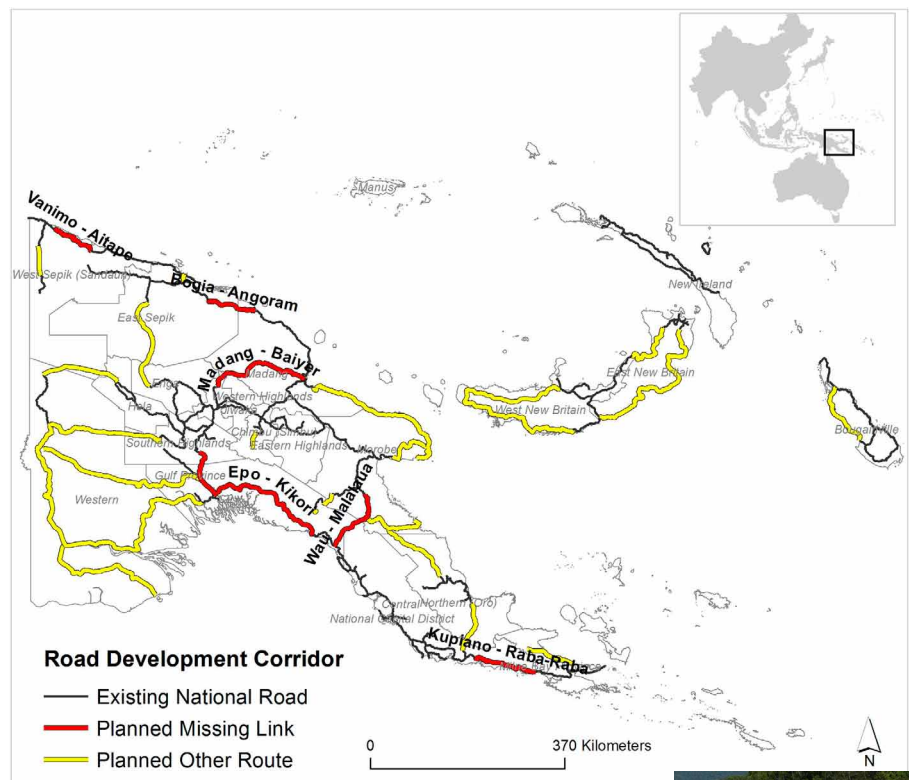 Manus
Vanimo - Aitape
West Sepik (Sandaun)
New Ireland
Bogia - Angoram
East Sepik
Madang - Baiyer
Madang
East New Britain
Enga
Western Highlands
Jiwaka
West New Britain
Hela
Chimbu (Simbu)
Bougainville
Southern Highlands
Eastern Highlands
Morobe
Gulf Province
Epo - Kikori
Western
Wau - Malalaua
Central
Northern (Oro)
National Capital District
Kupiano - Raba-Raba
Road Development Corridor
Existing National Road
Planned Missing Link
Planned Other Route
0
370 Kilometers
N